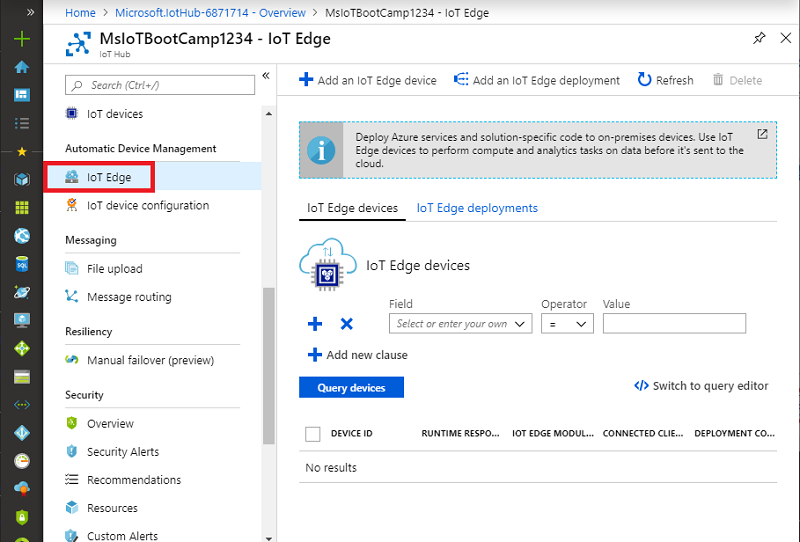 Home > Microsoft.IotHub-6871714 - Overview > MsIoTBootCamp1234 - IoT Edge
MsIoTBootCamp1234 - IoT Edge
IoT Hub
Search (Ctrl+/)
IoT devices
Automatic Device Management
IoT Edge
IoT device configuration
Messaging
File upload
Message routing
Resiliency
Manual failover (preview)
Security
Overview
Security Alerts
Recommendations
Resources
Custom Alerts
Add an IoT Edge device Add an IoT Edge deployment Refresh Delete
Deploy Azure services and solution-specific code to on-premises devices. Use IoT
Edge devices to perform compute and analytics tasks on data before it's sent to the
cloud.
IoT Edge devices IoT Edge deployments
IoT Edge devices
Field Operator Value
Select or enter your own =
Add new clause
Query devices Switch to query editor
DEVICE ID RUNTIME RESPO... IOT EDGE MODUL... CONNECTED CLIE... DEPLOYMENT CO...
No results